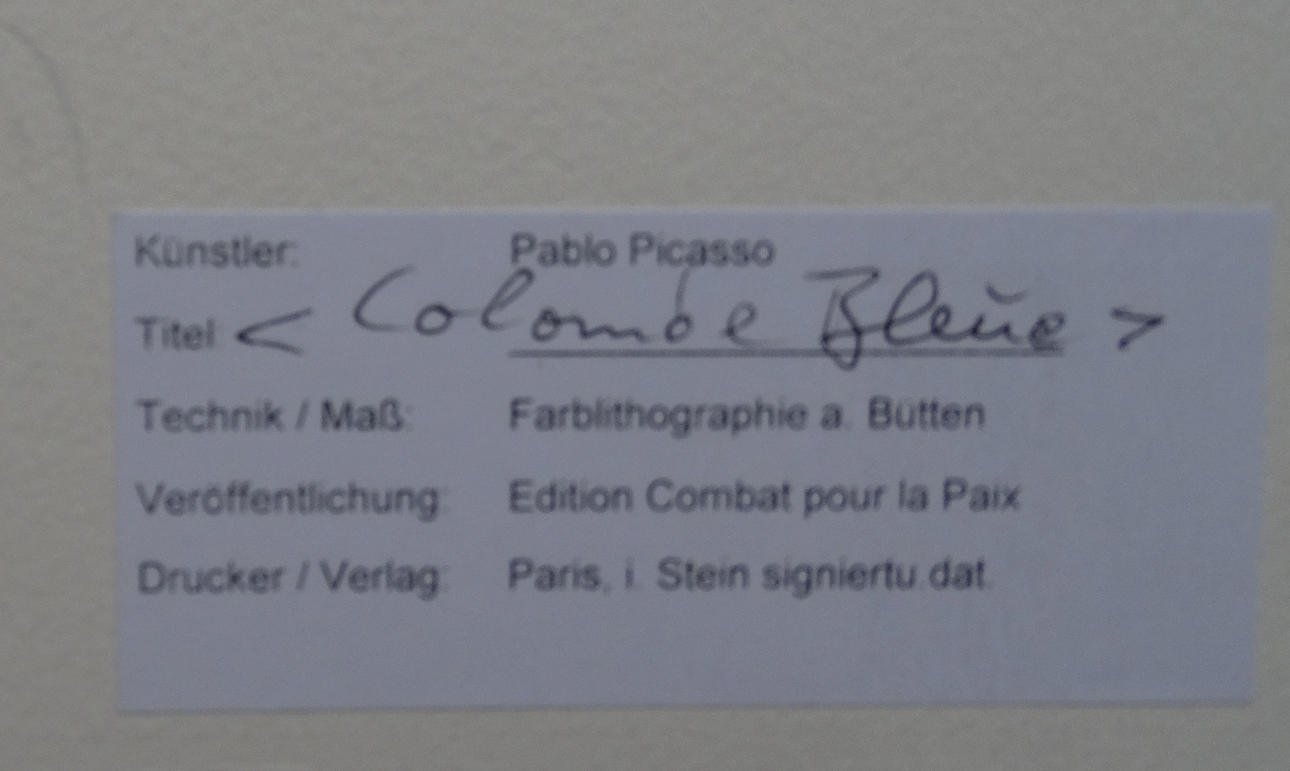 Künstler: Pablo Picasso
Titel < Colombe Bleue >
Technik / Maß: Farblithographie a. Bütten
Veröffentlichung: Edition Combat pour la Paix
Drucker / Verlag: Paris, i. Stein signiertu.dat.